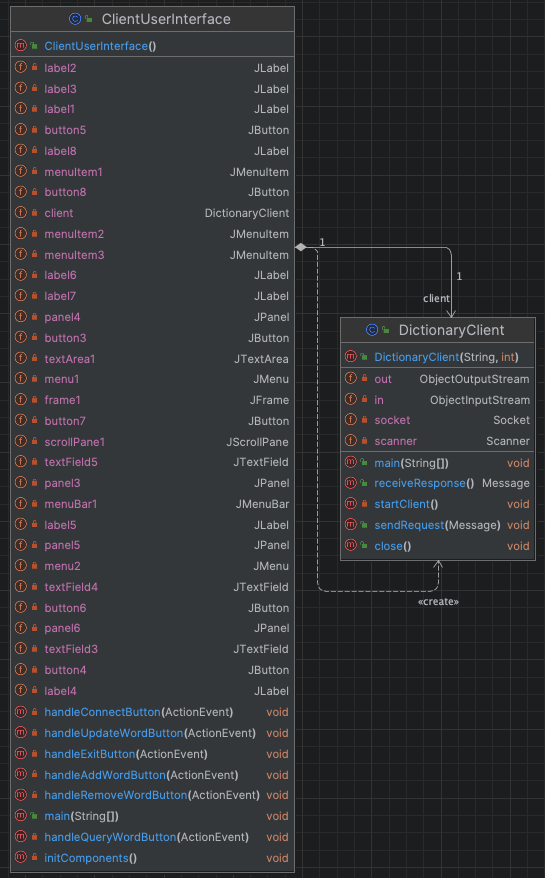 ClientUserInterface
ClientUserInterface()
label2 JLabel
label3 JLabel
label1 JLabel
button5 JButton
label8 JLabel
menuItem1 JMenuItem
button8 JButton
client DictionaryClient
menuItem2 JMenuItem
menuItem3 JMenuItem
label6 JLabel
label7 JLabel
panel4 JPanel
button3 JButton
textArea1 JTextArea
menu1 JMenu
frame1 JFrame
button7 JButton
scrollPane1 JScrollPane
textField5 JTextField
panel3 JPanel
menuBar1 JMenuBar
label5 JLabel
panel5 JPanel
menu2 JMenu
textField4 JTextField
button6 JButton
panel6 JPanel
textField3 JTextField
button4 JButton
label4 JLabel
handleConnectButton(ActionEvent) void
handleUpdateWordButton(ActionEvent) void
handleExitButton(ActionEvent) void
handleAddWordButton(ActionEvent) void
handleRemoveWordButton(ActionEvent) void
main(String[]) void
handleQueryWordButton(ActionEvent) void
initComponents() void
1
1
client
DictionaryClient
DictionaryClient(String, int)
out ObjectOutputStream
in ObjectInputStream
socket Socket
scanner Scanner
main(String[]) void
receiveResponse() Message
startClient() void
sendRequest(Message) void
close() void
«create»